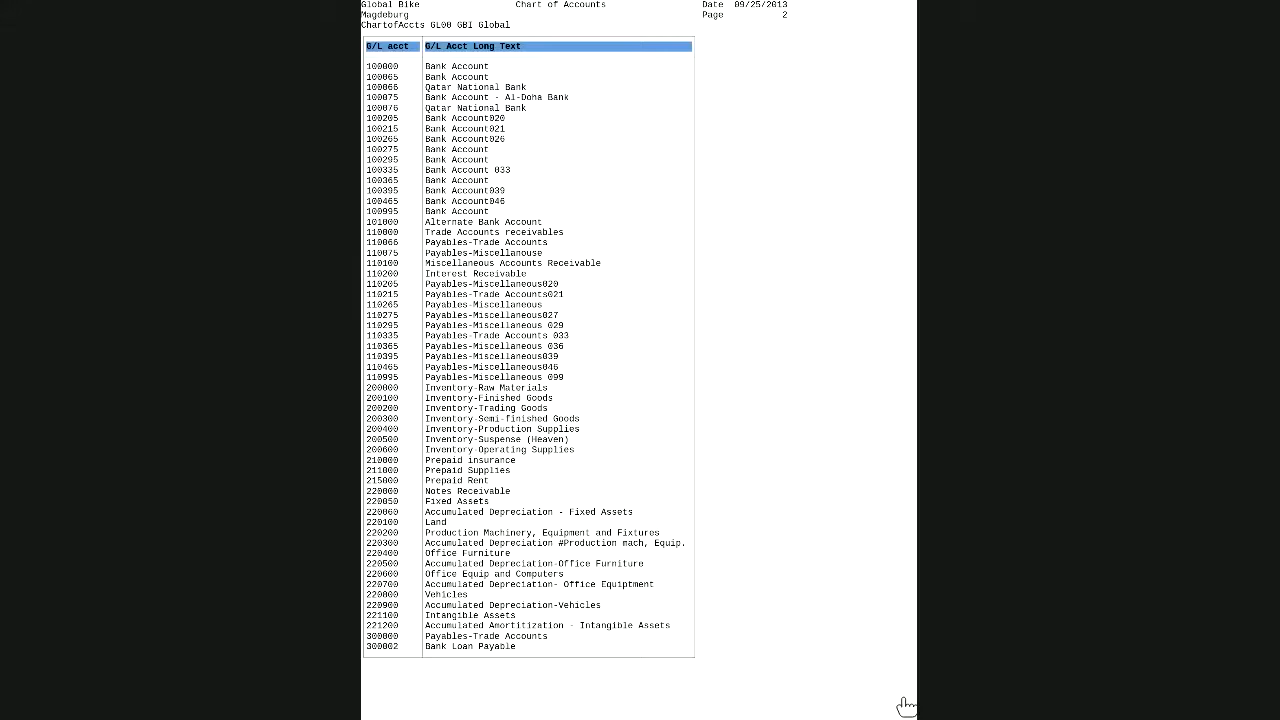 Global Bike Chart of Accounts Date 09/25/2013
Magdeburg Page 2
ChartofAccts GL00 GBI Global
G/L acct G/L Acct Long Text
100000 Bank Account
100065 Bank Account
100066 Qatar National Bank
100075 Bank Account - Al-Doha Bank
100076 Qatar National Bank
100205 Bank Account020
100215 Bank Account021
100265 Bank Account026
100275 Bank Account
100295 Bank Account
100335 Bank Account 033
100365 Bank Account
100395 Bank Account039
100465 Bank Account046
100995 Bank Account
101000 Alternate Bank Account
110000 Trade Accounts receivables
110066 Payables-Trade Accounts
110075 Payables-Miscellanouse
110100 Miscellaneous Accounts Receivable
110200 Interest Receivable
110205 Payables-Miscellaneous020
110215 Payables-Trade Accounts021
110265 Payables-Miscellaneous
110275 Payables-Miscellaneous027
110295 Payables-Miscellaneous 029
110335 Payables-Trade Accounts 033
110365 Payables-Miscellaneous 036
110395 Payables-Miscellaneous039
110465 Payables-Miscellaneous046
110995 Payables-Miscellaneous 099
200000 Inventory-Raw Materials
200100 Inventory-Finished Goods
200200 Inventory-Trading Goods
200300 Inventory-Semi-finished Goods
200400 Inventory-Production Supplies
200500 Inventory-Suspense (Heaven)
200600 Inventory-Operating Supplies
210000 Prepaid insurance
211000 Prepaid Supplies
215000 Prepaid Rent
220000 Notes Receivable
220050 Fixed Assets
220060 Accumulated Depreciation - Fixed Assets
220100 Land
220200 Production Machinery, Equipment and Fixtures
220300 Accumulated Depreciation #Production mach, Equip.
220400 Office Furniture
220500 Accumulated Depreciation-Office Furniture
220600 Office Equip and Computers
220700 Accumulated Depreciation- Office Equiptment
220800 Vehicles
220900 Accumulated Depreciation-Vehicles
221100 Intangible Assets
221200 Accumulated Amortitization - Intangible Assets
300000 Payables-Trade Accounts
300002 Bank Loan Payable